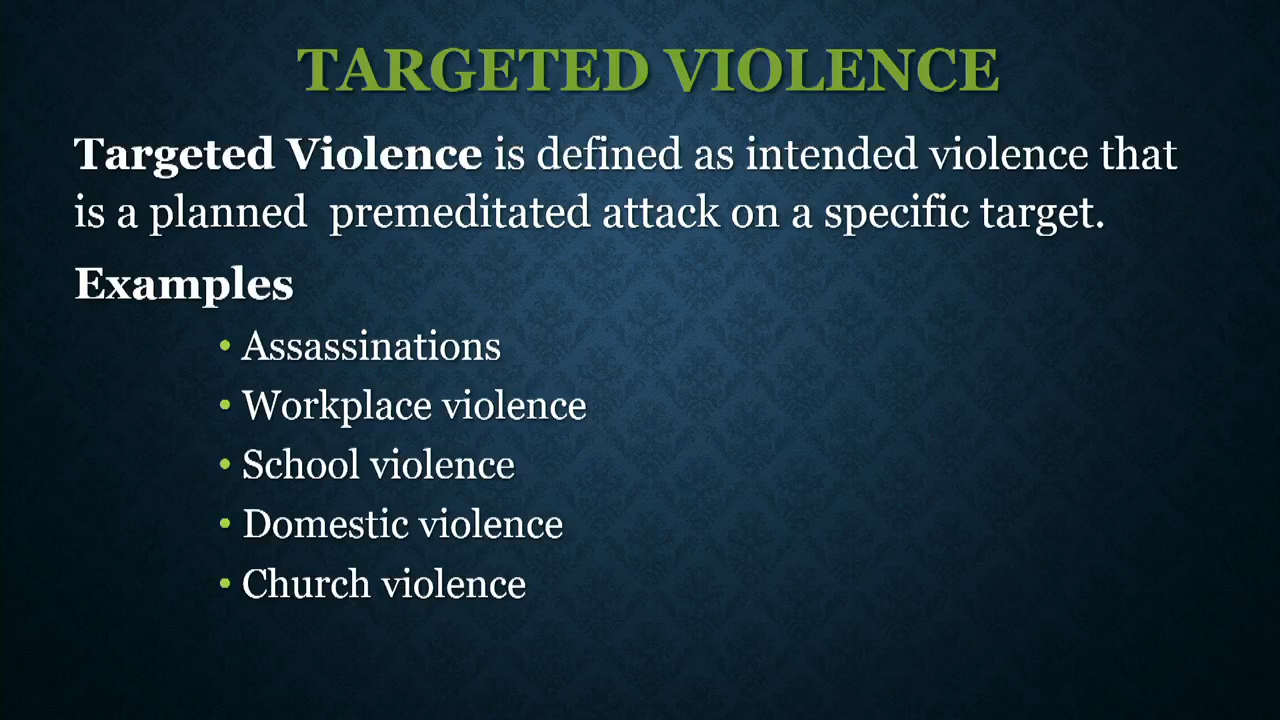 TARGETED VIOLENCE
Targeted Violence is defined as intended violence that
is a planned  premeditated attack on a specific target.
Examples
• Assassinations
• Workplace violence
• School violence
• Domestic violence
• Church violence